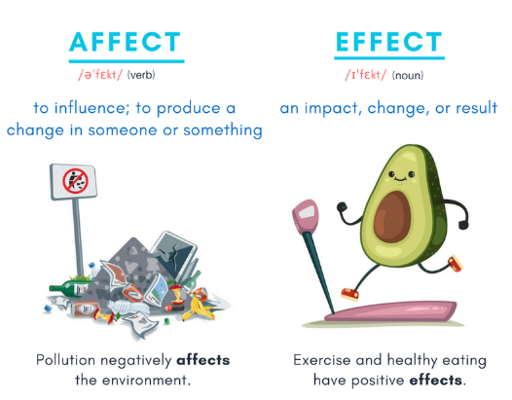 AFFECT
/əˈfɛkt/ (verb)
to influence; to produce a
change in someone or something
Pollution negatively affects
the environment.
EFFECT
/ɪˈfɛkt/ (noun)
an impact, change, or result
Exercise and healthy eating
have positive effects.